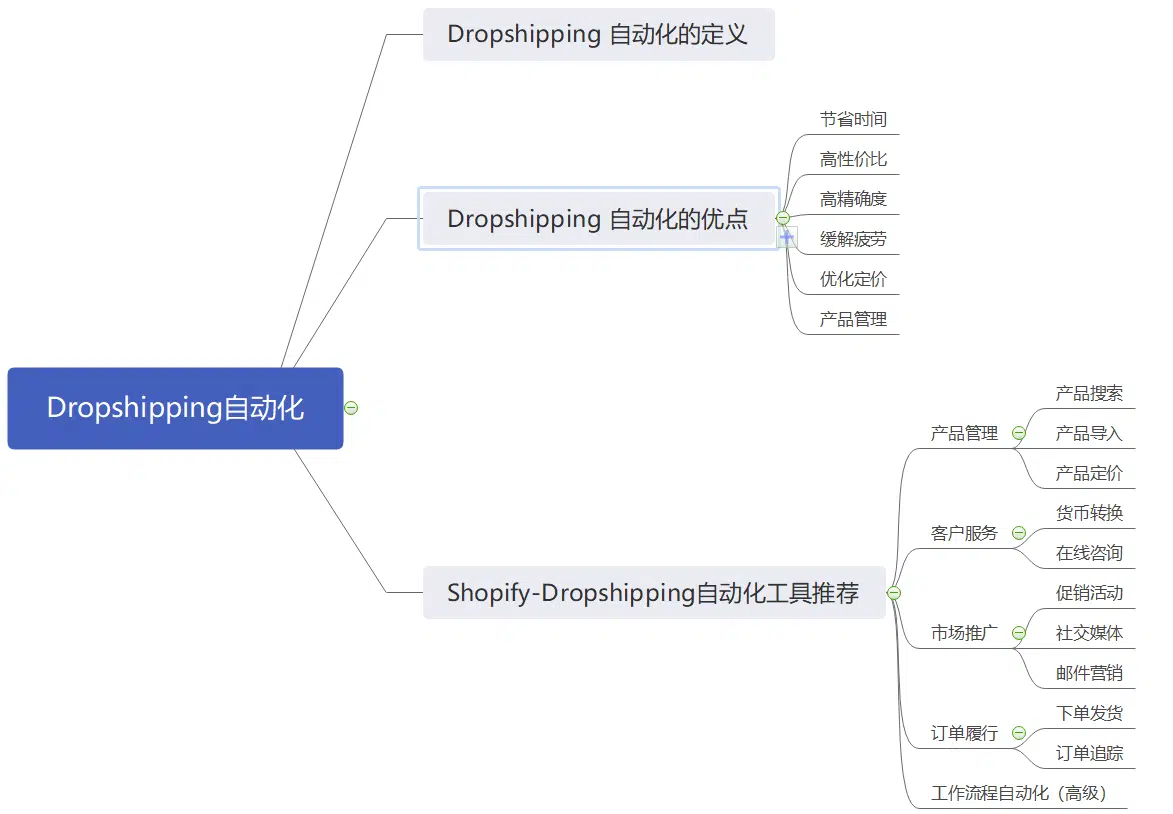 Dropshipping自动化
Dropshipping 自动化的定义
Dropshipping 自动化的优点
节省时间
高性价比
高精确度
缓解疲劳
优化定价
产品管理
Shopify-Dropshipping自动化工具推荐
产品管理
产品搜索
产品导入
产品定价
客户服务
货币转换
在线咨询
市场推广
促销活动
社交媒体
邮件营销
订单履行
下单发货
订单追踪
工作流程自动化（高级）